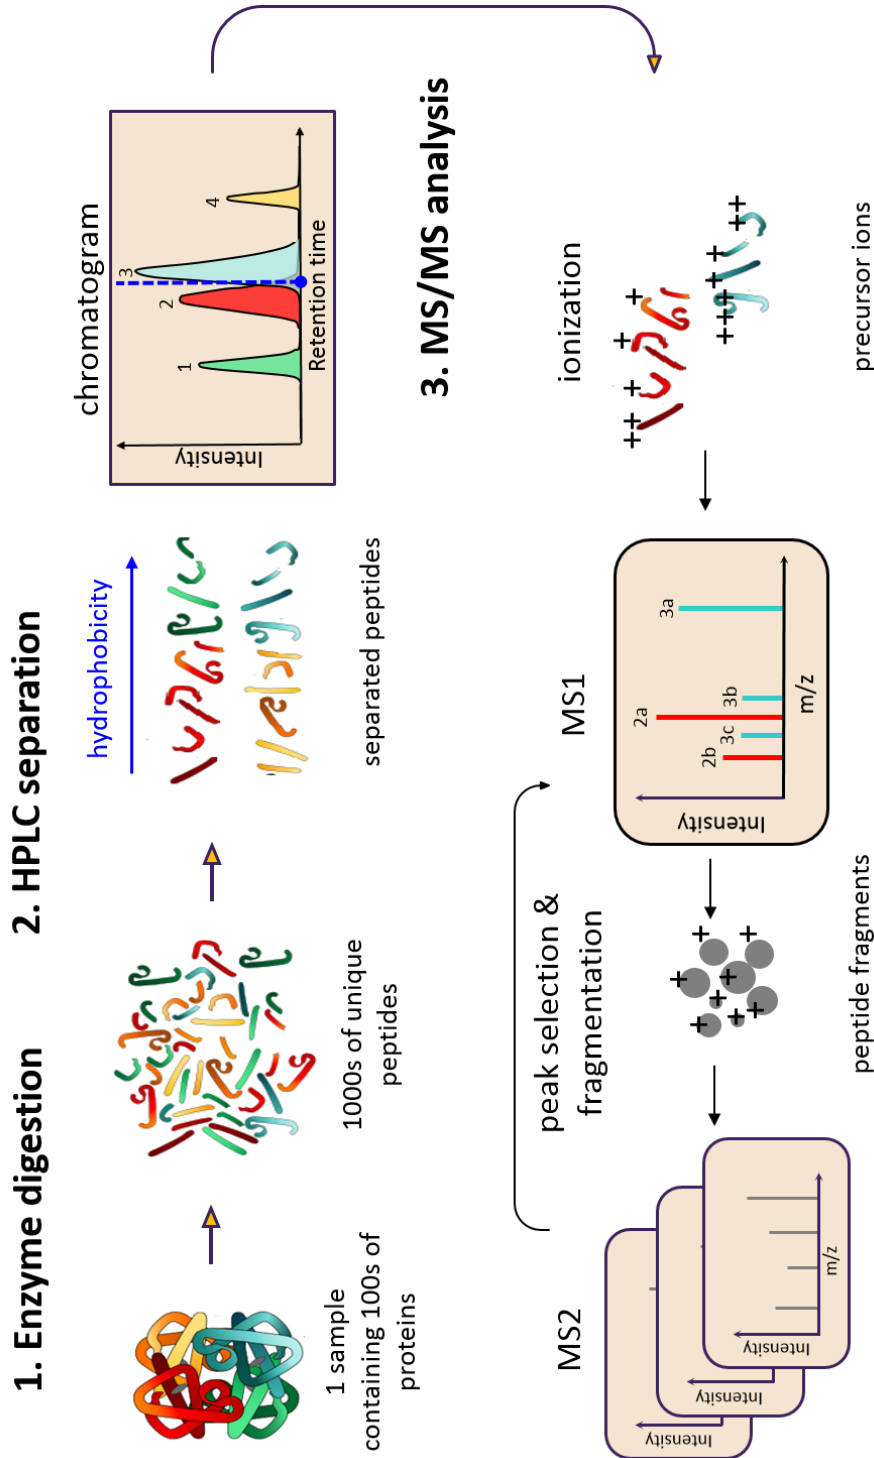 1. Enzyme digestion
2. HPLC separation
1 sample
containing 100s of
proteins
1000s of unique
peptides
hydrophobicity
separated peptides
chromatogram
Intensity
1
2
3
4
Retention time
3. MS/MS analysis
ionization
precursor ions
MS1
Intensity
2b
3c
2a
3b
3a
m/z
peak selection &
fragmentation
peptide fragments
MS2
Intensity
Intensity
Intensity
m/z